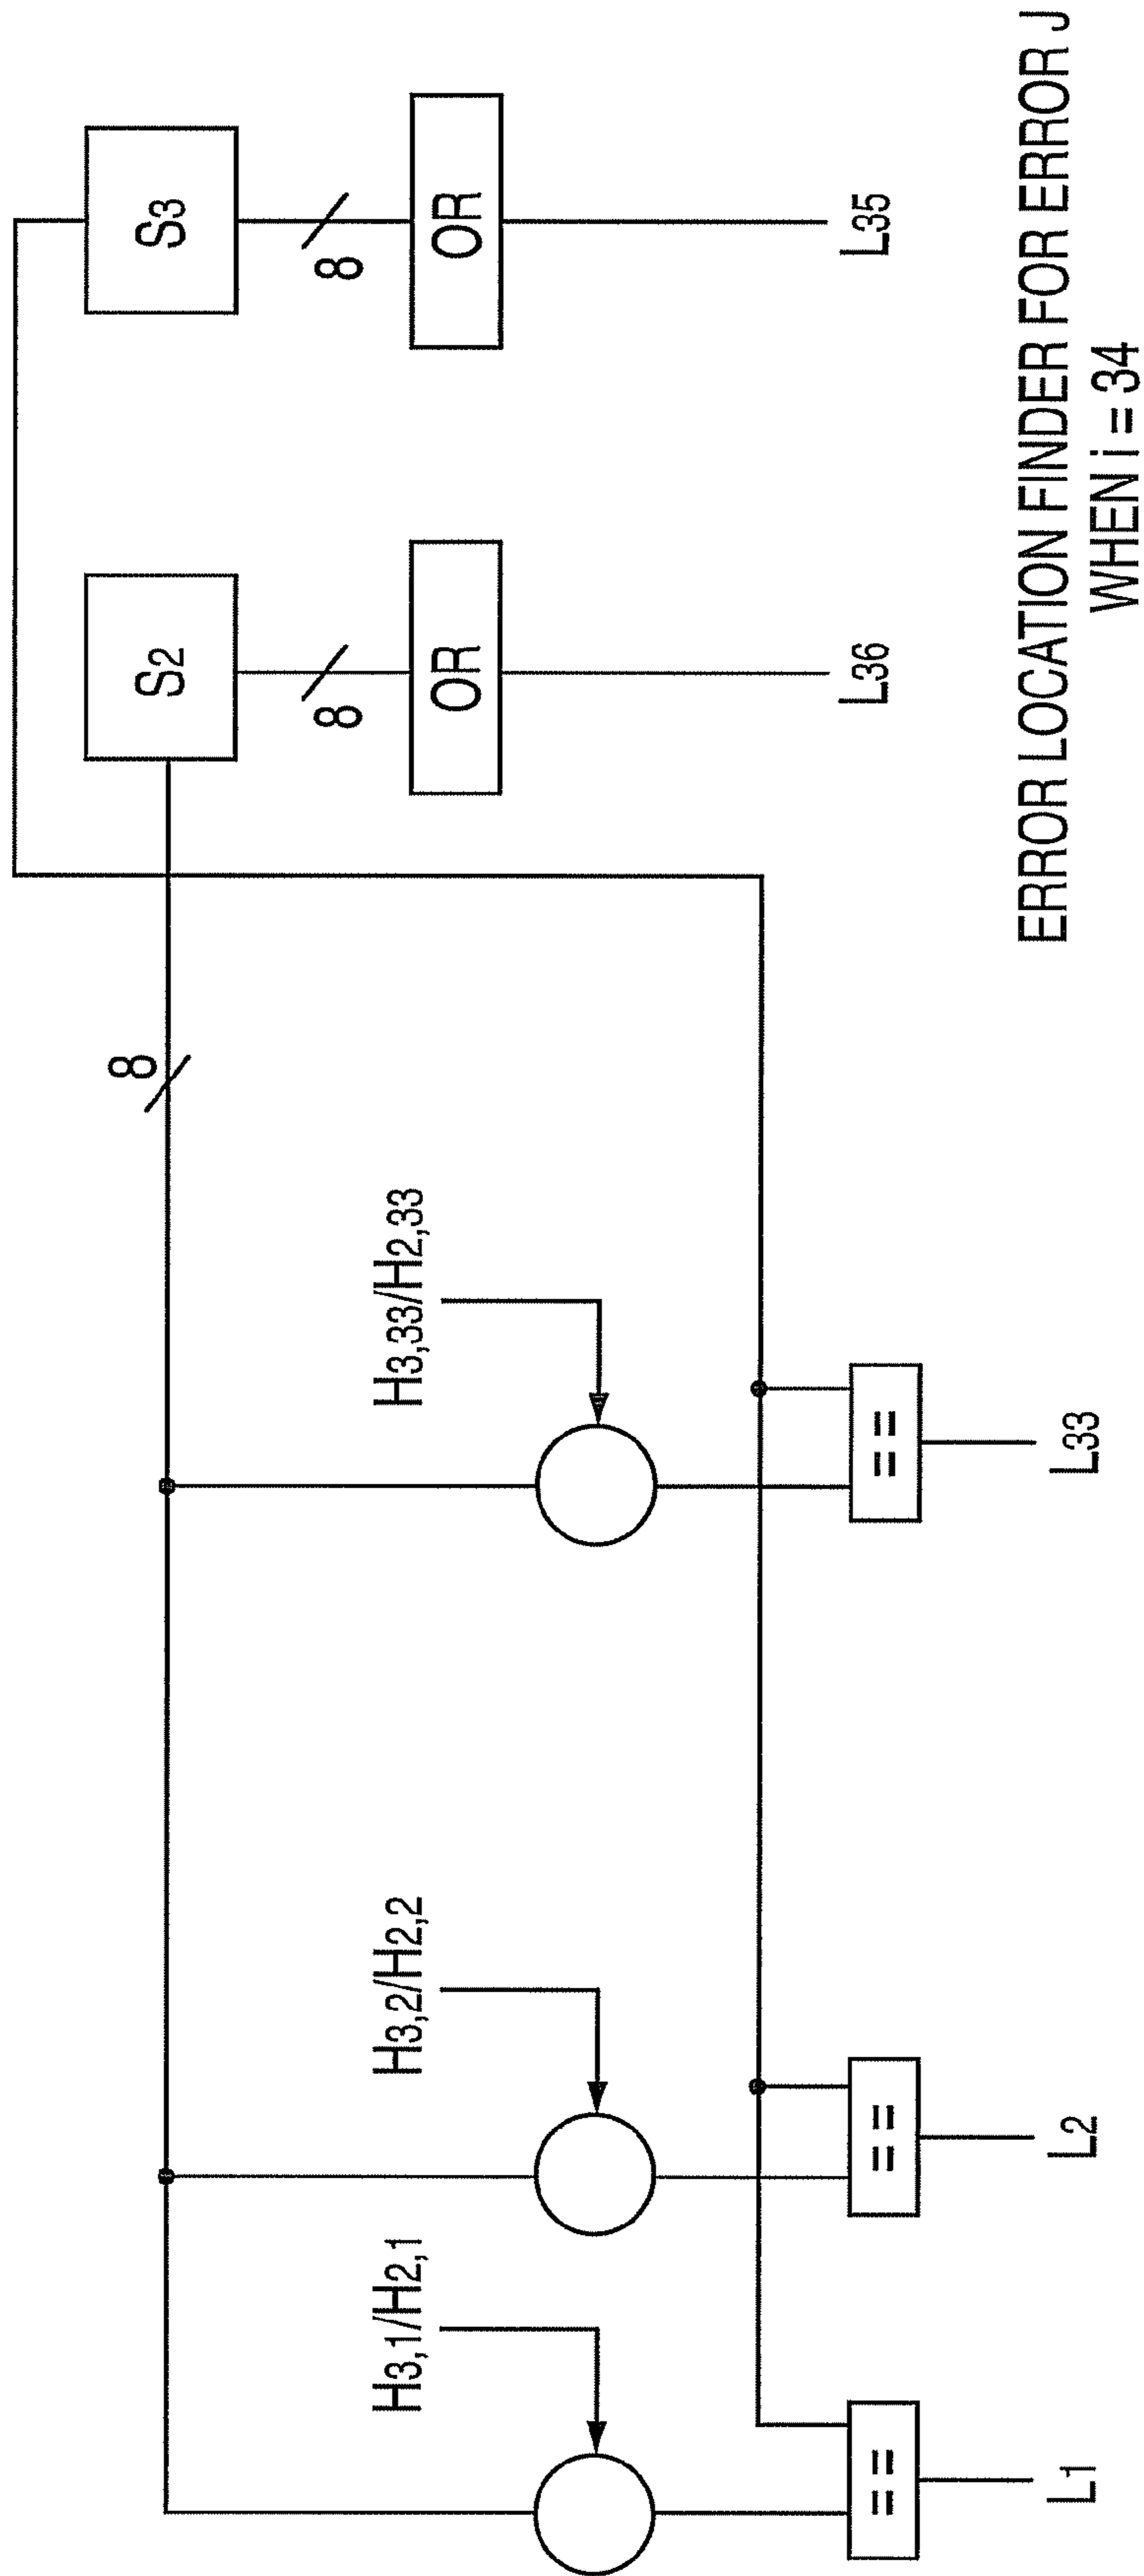 S3
S2
8
8
8
OR
OR
L35
L36
H3,1/H2,1
H3,2/H2,2
H3,33/H2,33
==
==
==
L1
L2
L33
ERROR LOCATION FINDER FOR ERROR J
WHEN i = 34